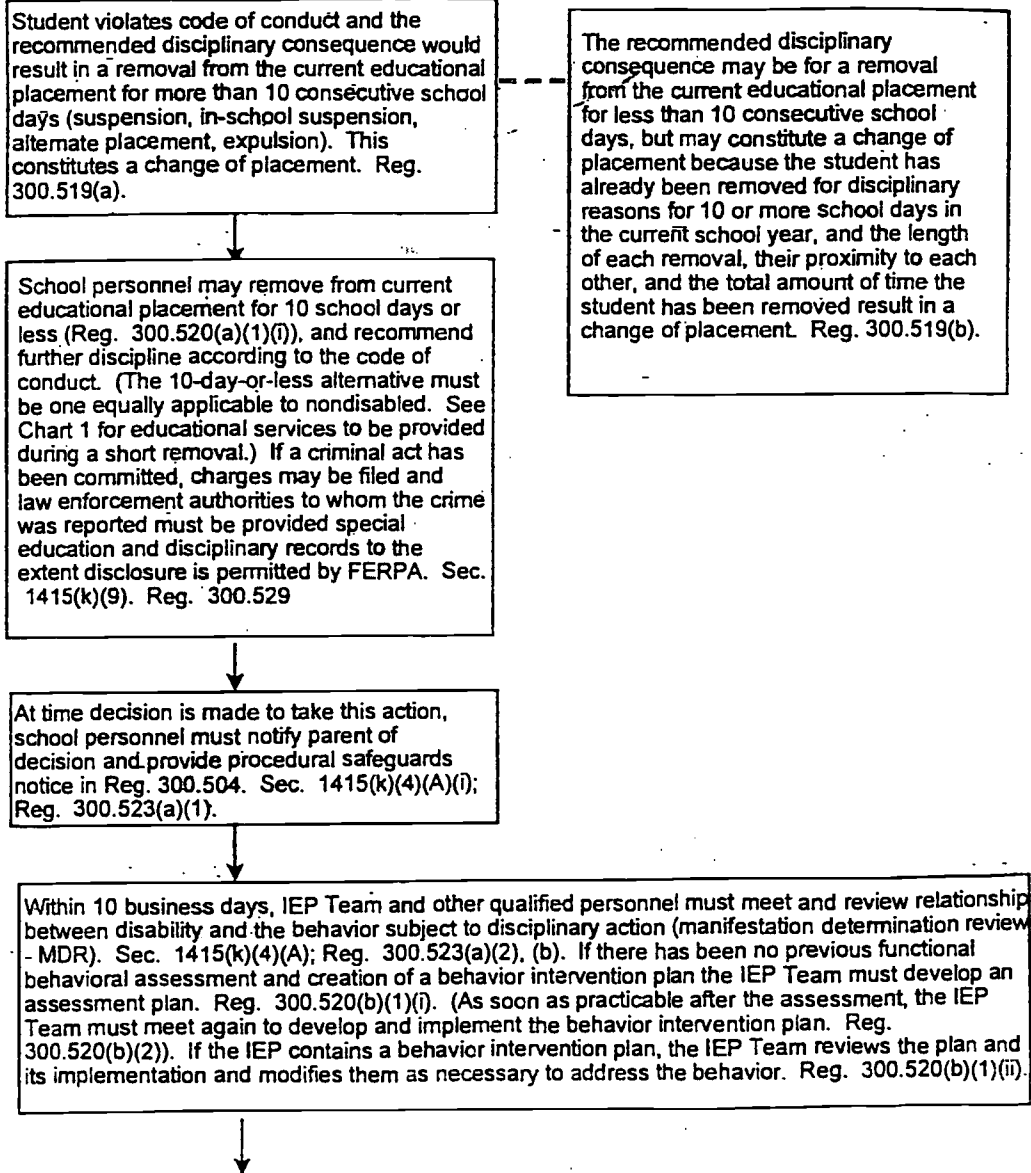 Student violates code of conduct and the
recommended disciplinary consequence would
result in a removal from the current educational
placement for more than 10 consecutive school
days (suspension, in-school suspension,
alternate placement, expulsion). This
constitutes a change of placement. Reg.
300.519(a).
The recommended disciplinary
consequence may be for a removal
from the current educational placement
for less than 10 consecutive school
days, but may constitute a change of
placement because the student has
already been removed for disciplinary
reasons for 10 or more school days in
the current school year, and the length
of each removal, their proximity to each
other, and the total amount of time the
student has been removed result in a
change of placement. Reg. 300.519(b).
School personnel may remove from current
educational placement for 10 school days or
less (Reg. 300.520(a)(1)(i)), and recommend
further discipline according to the code of
conduct. (The 10-day-or-less alternative must
be one equally applicable to nondisabled. See
Chart 1 for educational services to be provided
during a short removal.) If a criminal act has
been committed, charges may be filed and
law enforcement authorities to whom the crime
was reported must be provided special
education and disciplinary records to the
extent disclosure is permitted by FERPA. Sec.
1415(k)(9). Reg. 300.529
At time decision is made to take this action,
school personnel must notify parent of
decision and provide procedural safeguards
notice in Reg. 300.504. Sec. 1415(k)(4)(A)(i);
Reg. 300.523(a)(1).
Within 10 business days, IEP Team and other qualified personnel must meet and review relationship
between disability and the behavior subject to disciplinary action (manifestation determination review
- MDR). Sec. 1415(k)(4)(A); Reg. 300.523(a)(2), (b). If there has been no previous functional
behavioral assessment and creation of a behavior intervention plan the IEP Team must develop an
assessment plan. Reg. 300.520(b)(1)(i). (As soon as practicable after the assessment, the IEP
Team must meet again to develop and implement the behavior intervention plan. Reg.
300.520(b)(2)). If the IEP contains a behavior intervention plan, the IEP Team reviews the plan and
its implementation and modifies them as necessary to address the behavior. Reg. 300.520(b)(1)(ii).